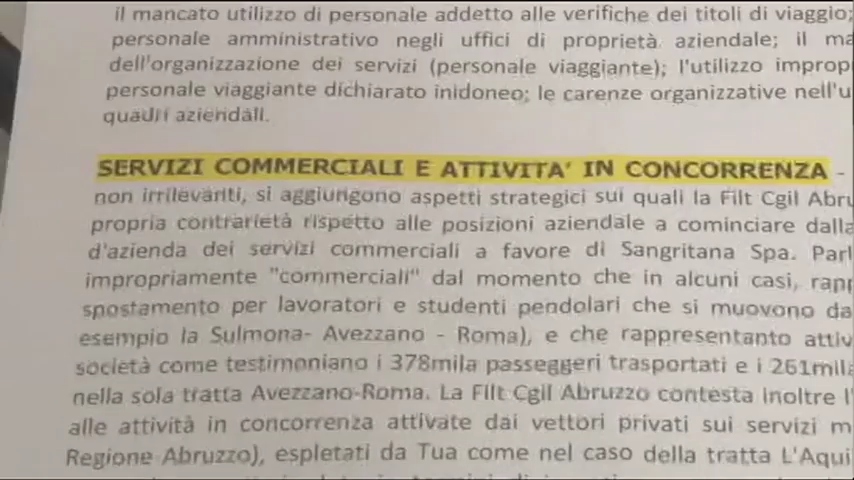 il mancato utilizzo di personale addetto alle verifiche dei titoli di viaggio;
personale amministrativo negli uffici di proprietà aziendale; il ma
dell'organizzazione dei servizi (personale viaggiante); l'utilizzo improp
personale viaggiante dichiarato inidoneo; le carenze organizzative nell'u
quadri aziendali.
SERVIZI COMMERCIALI E ATTIVITA' IN CONCORRENZA -
non irrilevanti, si aggiungono aspetti strategici sui quali la Filt Cgil Abru
propria contrarietà rispetto alle posizioni aziendale a cominciare dalla
d'azienda dei servizi commerciali a favore di Sangritana Spa. Parl
impropriamente "commerciali" dal momento che in alcuni casi, rapp
spostamento per lavoratori e studenti pendolari che si muovono da
esempio la Sulmona- Avezzano - Roma), e che rappresentanto attiv
società come testimoniano i 378mila passeggeri trasportati e i 261mila
nella sola tratta Avezzano-Roma. La Filt Cgil Abruzzo contesta inoltre l'
alle attività in concorrenza attivate dai vettori privati sui servizi m
Regione Abruzzo), espletati da Tua come nel caso della tratta L'Aqui